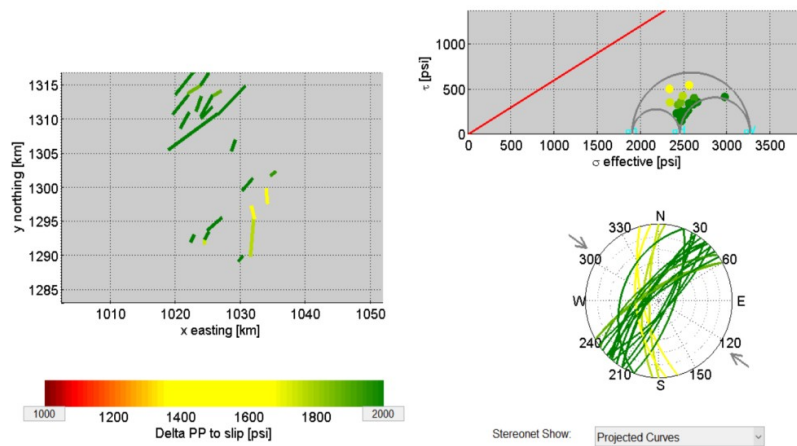 1000
500
0
τ [psi]
0 500 1000 1500 2000 2500 3000 3500
σ effective [psi]
1315
1310
1305
1300
1295
1290
1285
y northing [km]
1010 1020 1030 1040 1050
x easting [km]
N
330 30
300 60
W E
240 120
210 150
S
1000 1200 1400 1600 1800 2000
Delta PP to slip [psi]
Stereonet Show: Projected Curves